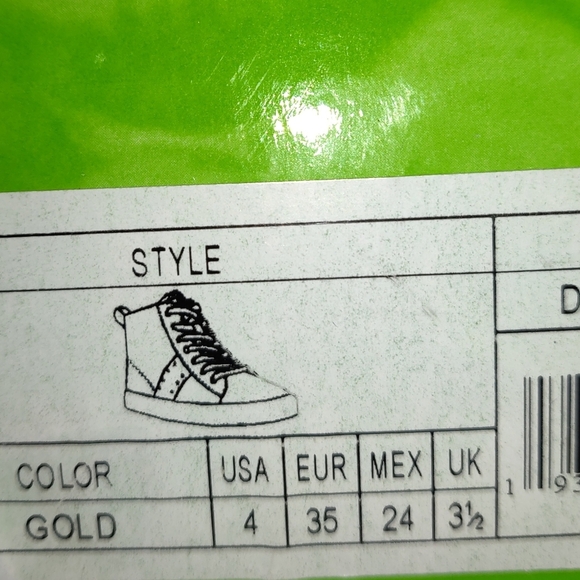 STYLE
D
COLOR USA EUR MEX UK
GOLD 4 35 24 3½
1 93